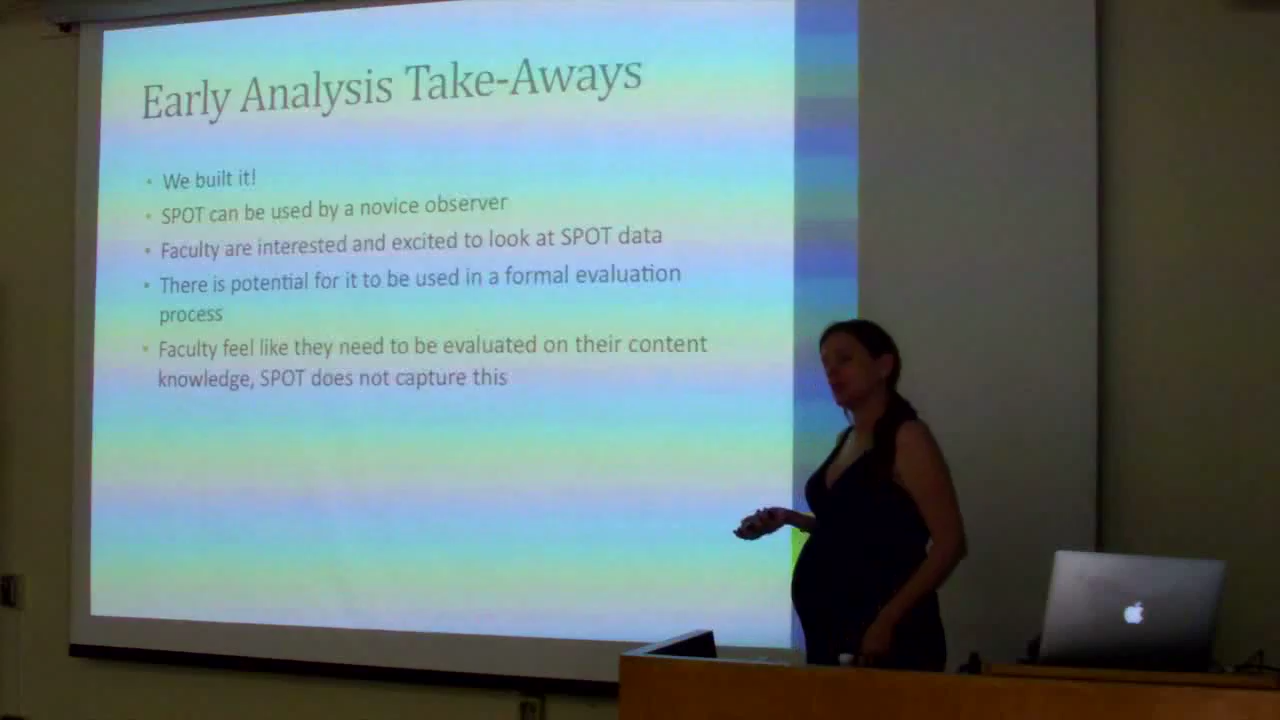 Early Analysis Take-Aways
• We built it!
• SPOT can be used by a novice observer
• Faculty are interested and excited to look at SPOT data
• There is potential for it to be used in a formal evaluation
process
• Faculty feel like they need to be evaluated on their content
knowledge, SPOT does not capture this